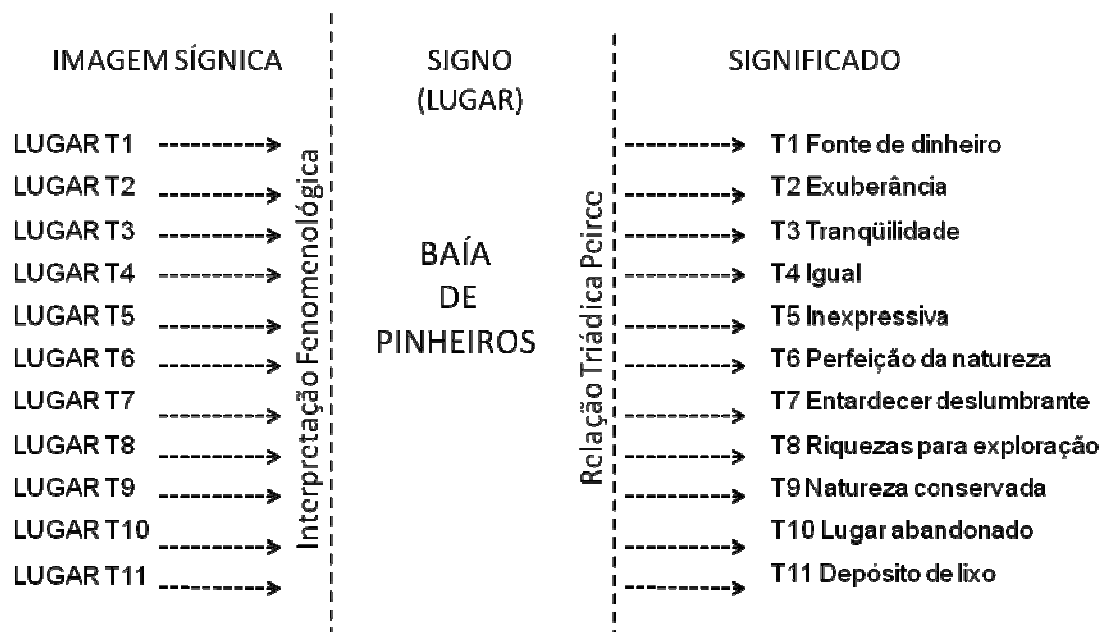 IMAGEM SÍGNICA
LUGAR T1
LUGAR T2
LUGAR T3
LUGAR T4
LUGAR T5
LUGAR T6
LUGAR T7
LUGAR T8
LUGAR T9
LUGAR T10
LUGAR T11
Interpretação Fenomenológica
SIGNO
(LUGAR)
BAÍA
DE
PINHEIROS
Relação Triádica Peirce
SIGNIFICADO
T1 Fonte de dinheiro
T2 Exuberância
T3 Tranqüilidade
T4 Igual
T5 Inexpressiva
T6 Perfeição da natureza
T7 Entardecer deslumbrante
T8 Riquezas para exploração
T9 Natureza conservada
T10 Lugar abandonado
T11 Depósito de lixo